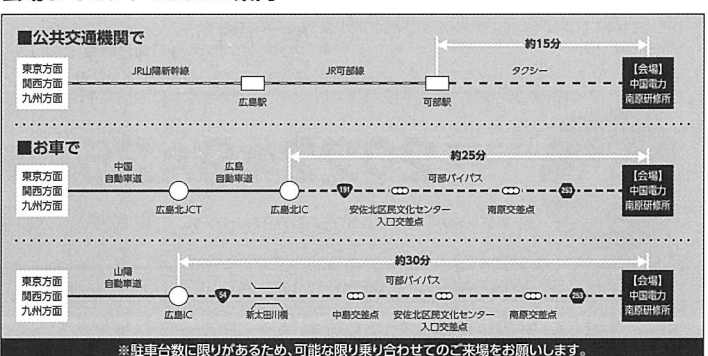 ■公共交通機関で
約15分
東京方面
関西方面
九州方面
JR山陽新幹線
広島駅
JR可部線
可部駅
タクシー
【会場】
中国電力
南原研修所
■お車で
約25分
東京方面
関西方面
九州方面
中国
自動車道
広島北JCT
広島
自動車道
広島北IC
191
可部バイパス
安佐北区民文化センター
入口交差点
南原交差点
253
【会場】
中国電力
南原研修所
約30分
東京方面
関西方面
九州方面
山陽
自動車道
広島IC
54
新太田川橋
可部バイパス
中島交差点
安佐北区民文化センター
入口交差点
南原交差点
253
【会場】
中国電力
南原研修所
※駐車台数に限りがあるため、可能な限り乗り合わせてのご来場をお願いします。